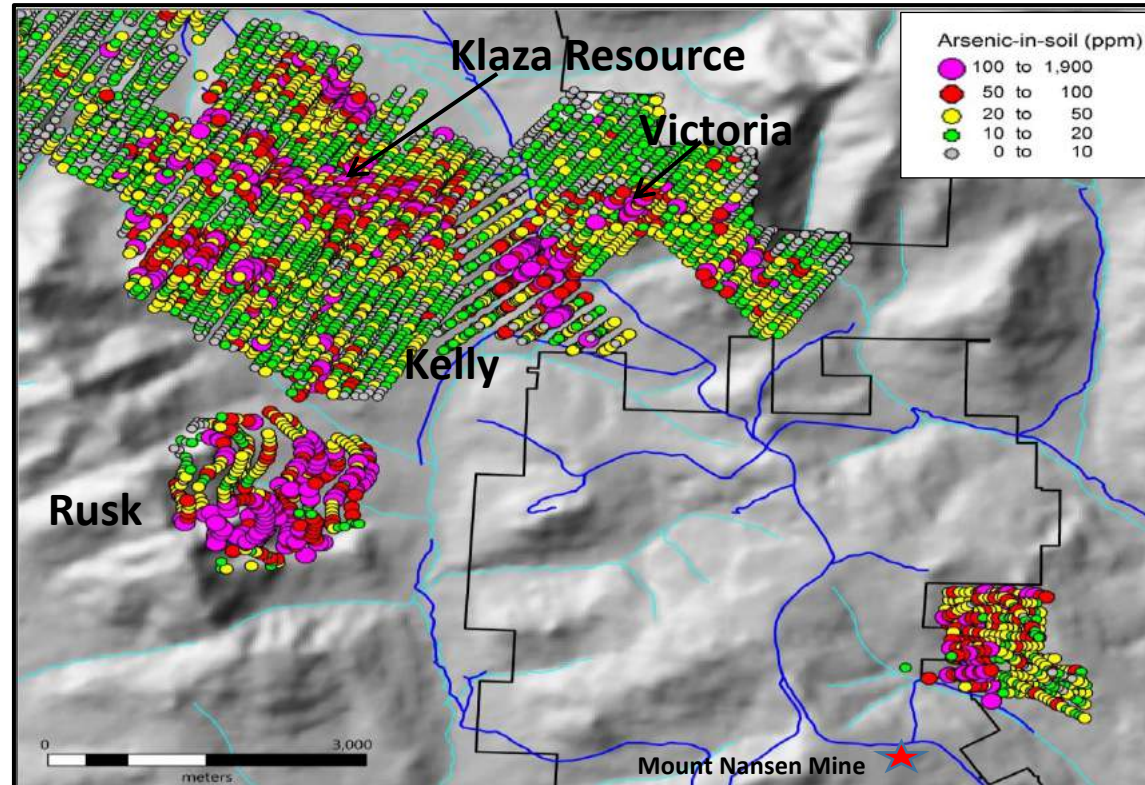 Klaza Resource
Victoria
Kelly
Rusk
Arsenic-in-soil (ppm)
100 to 1,900
50 to 100
20 to 50
10 to 20
0 to 10
0 3,000
meters
Mount Nansen Mine